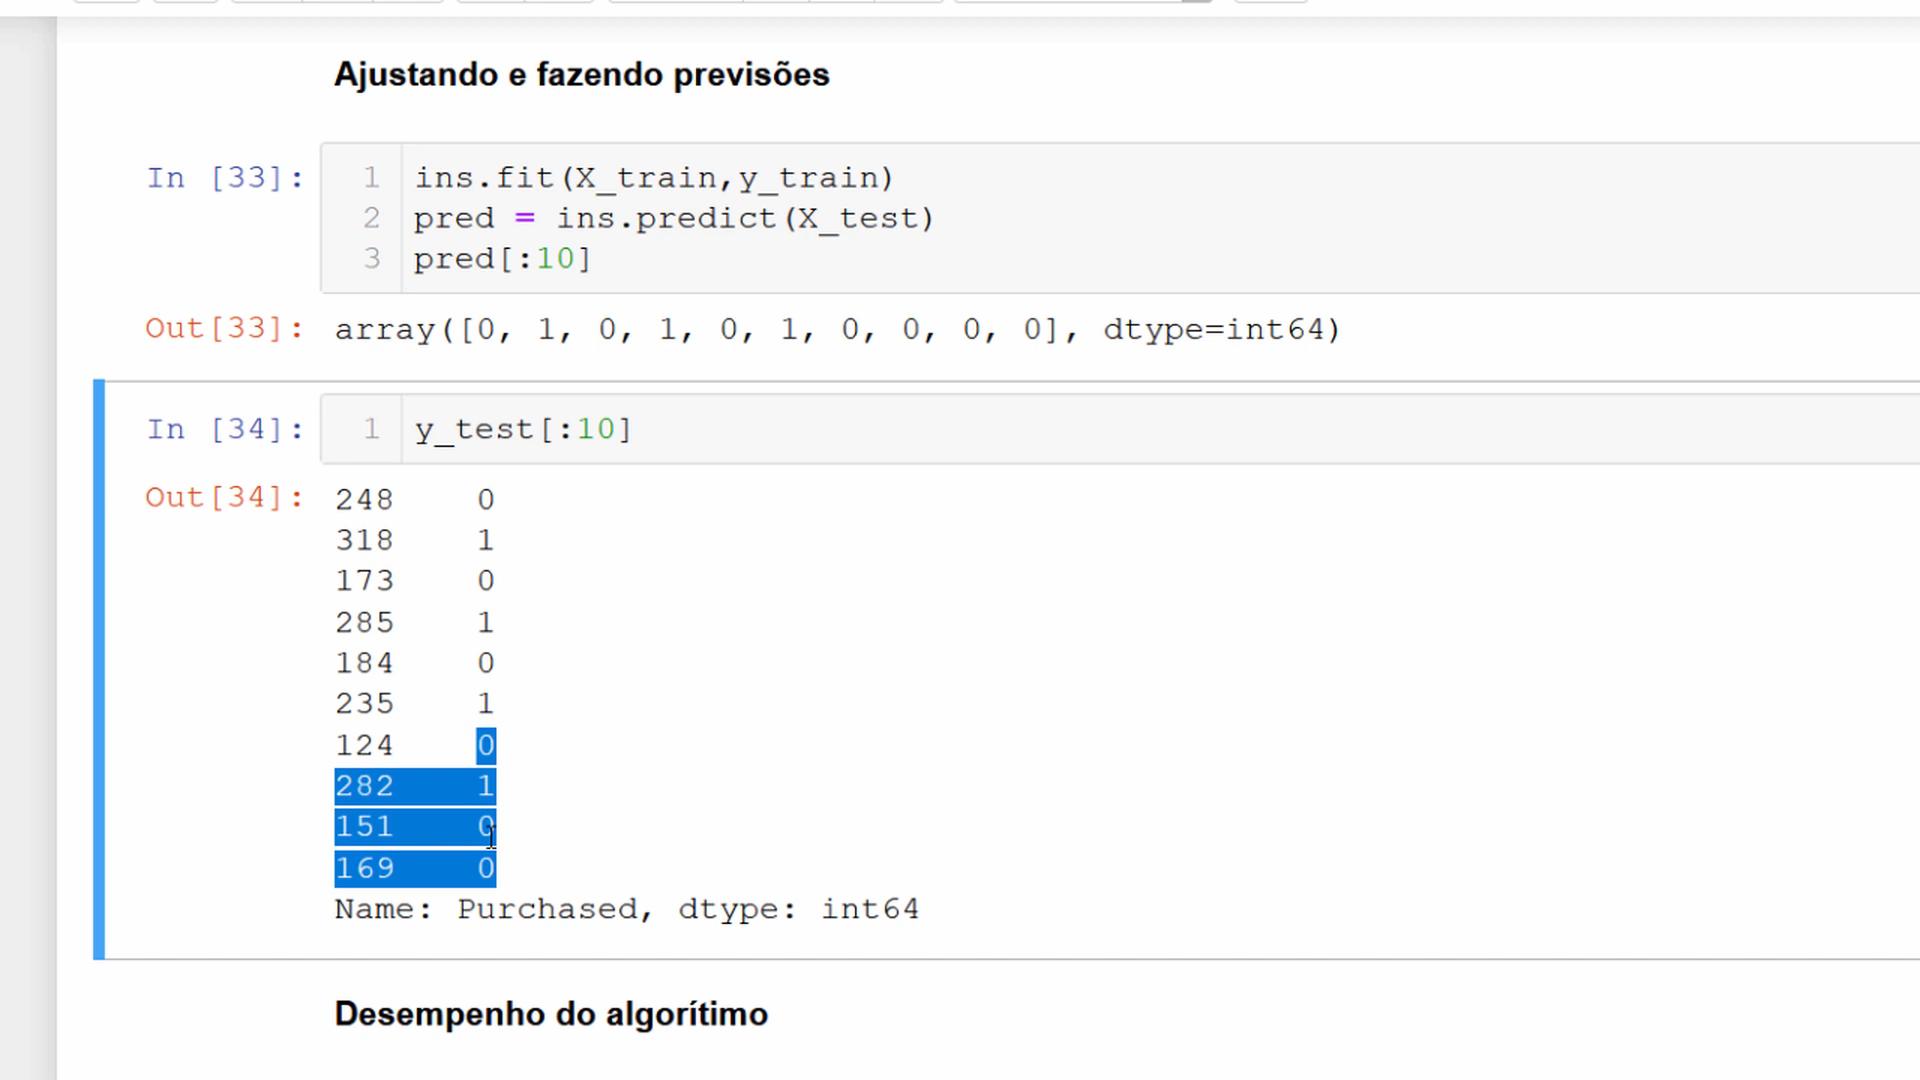 Ajustando e fazendo previsões
In [33]:
1 ins.fit(X_train,y_train)
2 pred = ins.predict(X_test)
3 pred[:10]
Out[33]: array([0, 1, 0, 1, 0, 1, 0, 0, 0, 0], dtype=int64)
In [34]:
1 y_test[:10]
Out[34]:
248 0
318 1
173 0
285 1
184 0
235 1
124 0
282 1
151 0
169 0
Name: Purchased, dtype: int64
Desempenho do algorítimo